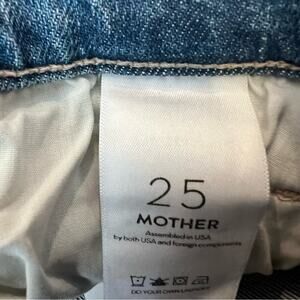 25
MOTHER
Assembled in USA
by both USA and foreign components
DO YOUR OWN LAUNDRY